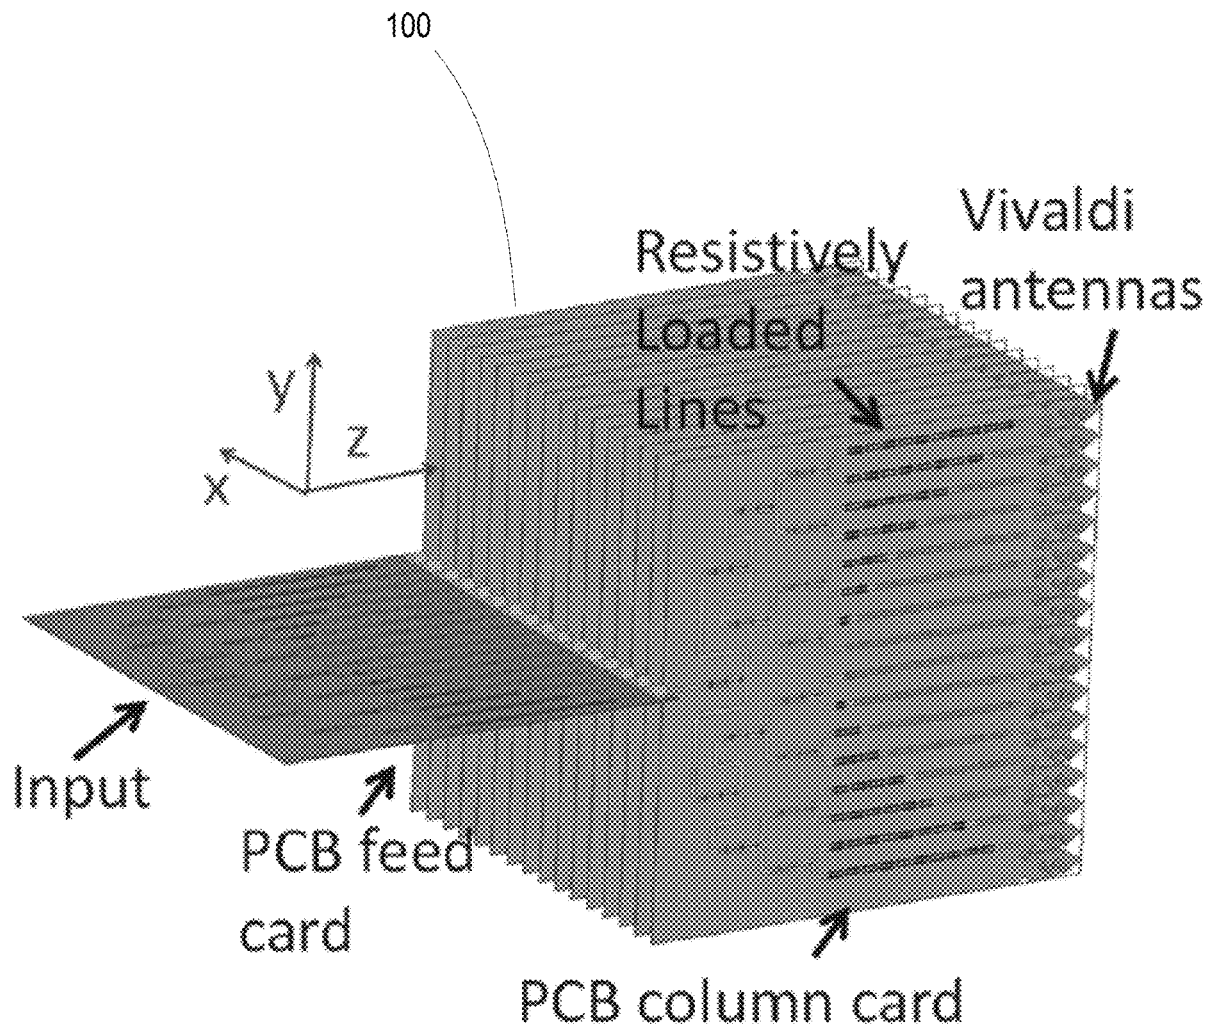 100
Vivaldi
antennas
Resistively
Loaded
Lines
y
z
x
Input
PCB feed
card
PCB column card